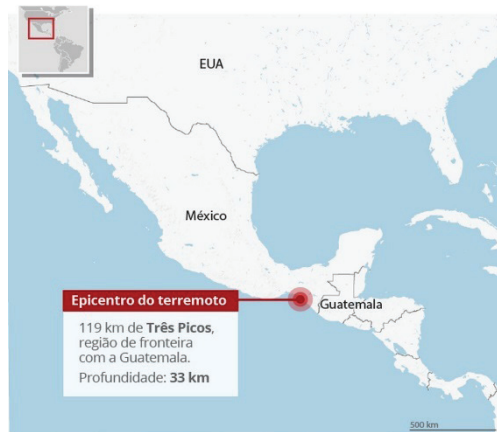 EUA
México
Epicentro do terremoto
Guatemala
119 km de Três Picos,
região de fronteira
com a Guatemala.
Profundidade: 33 km
500 km